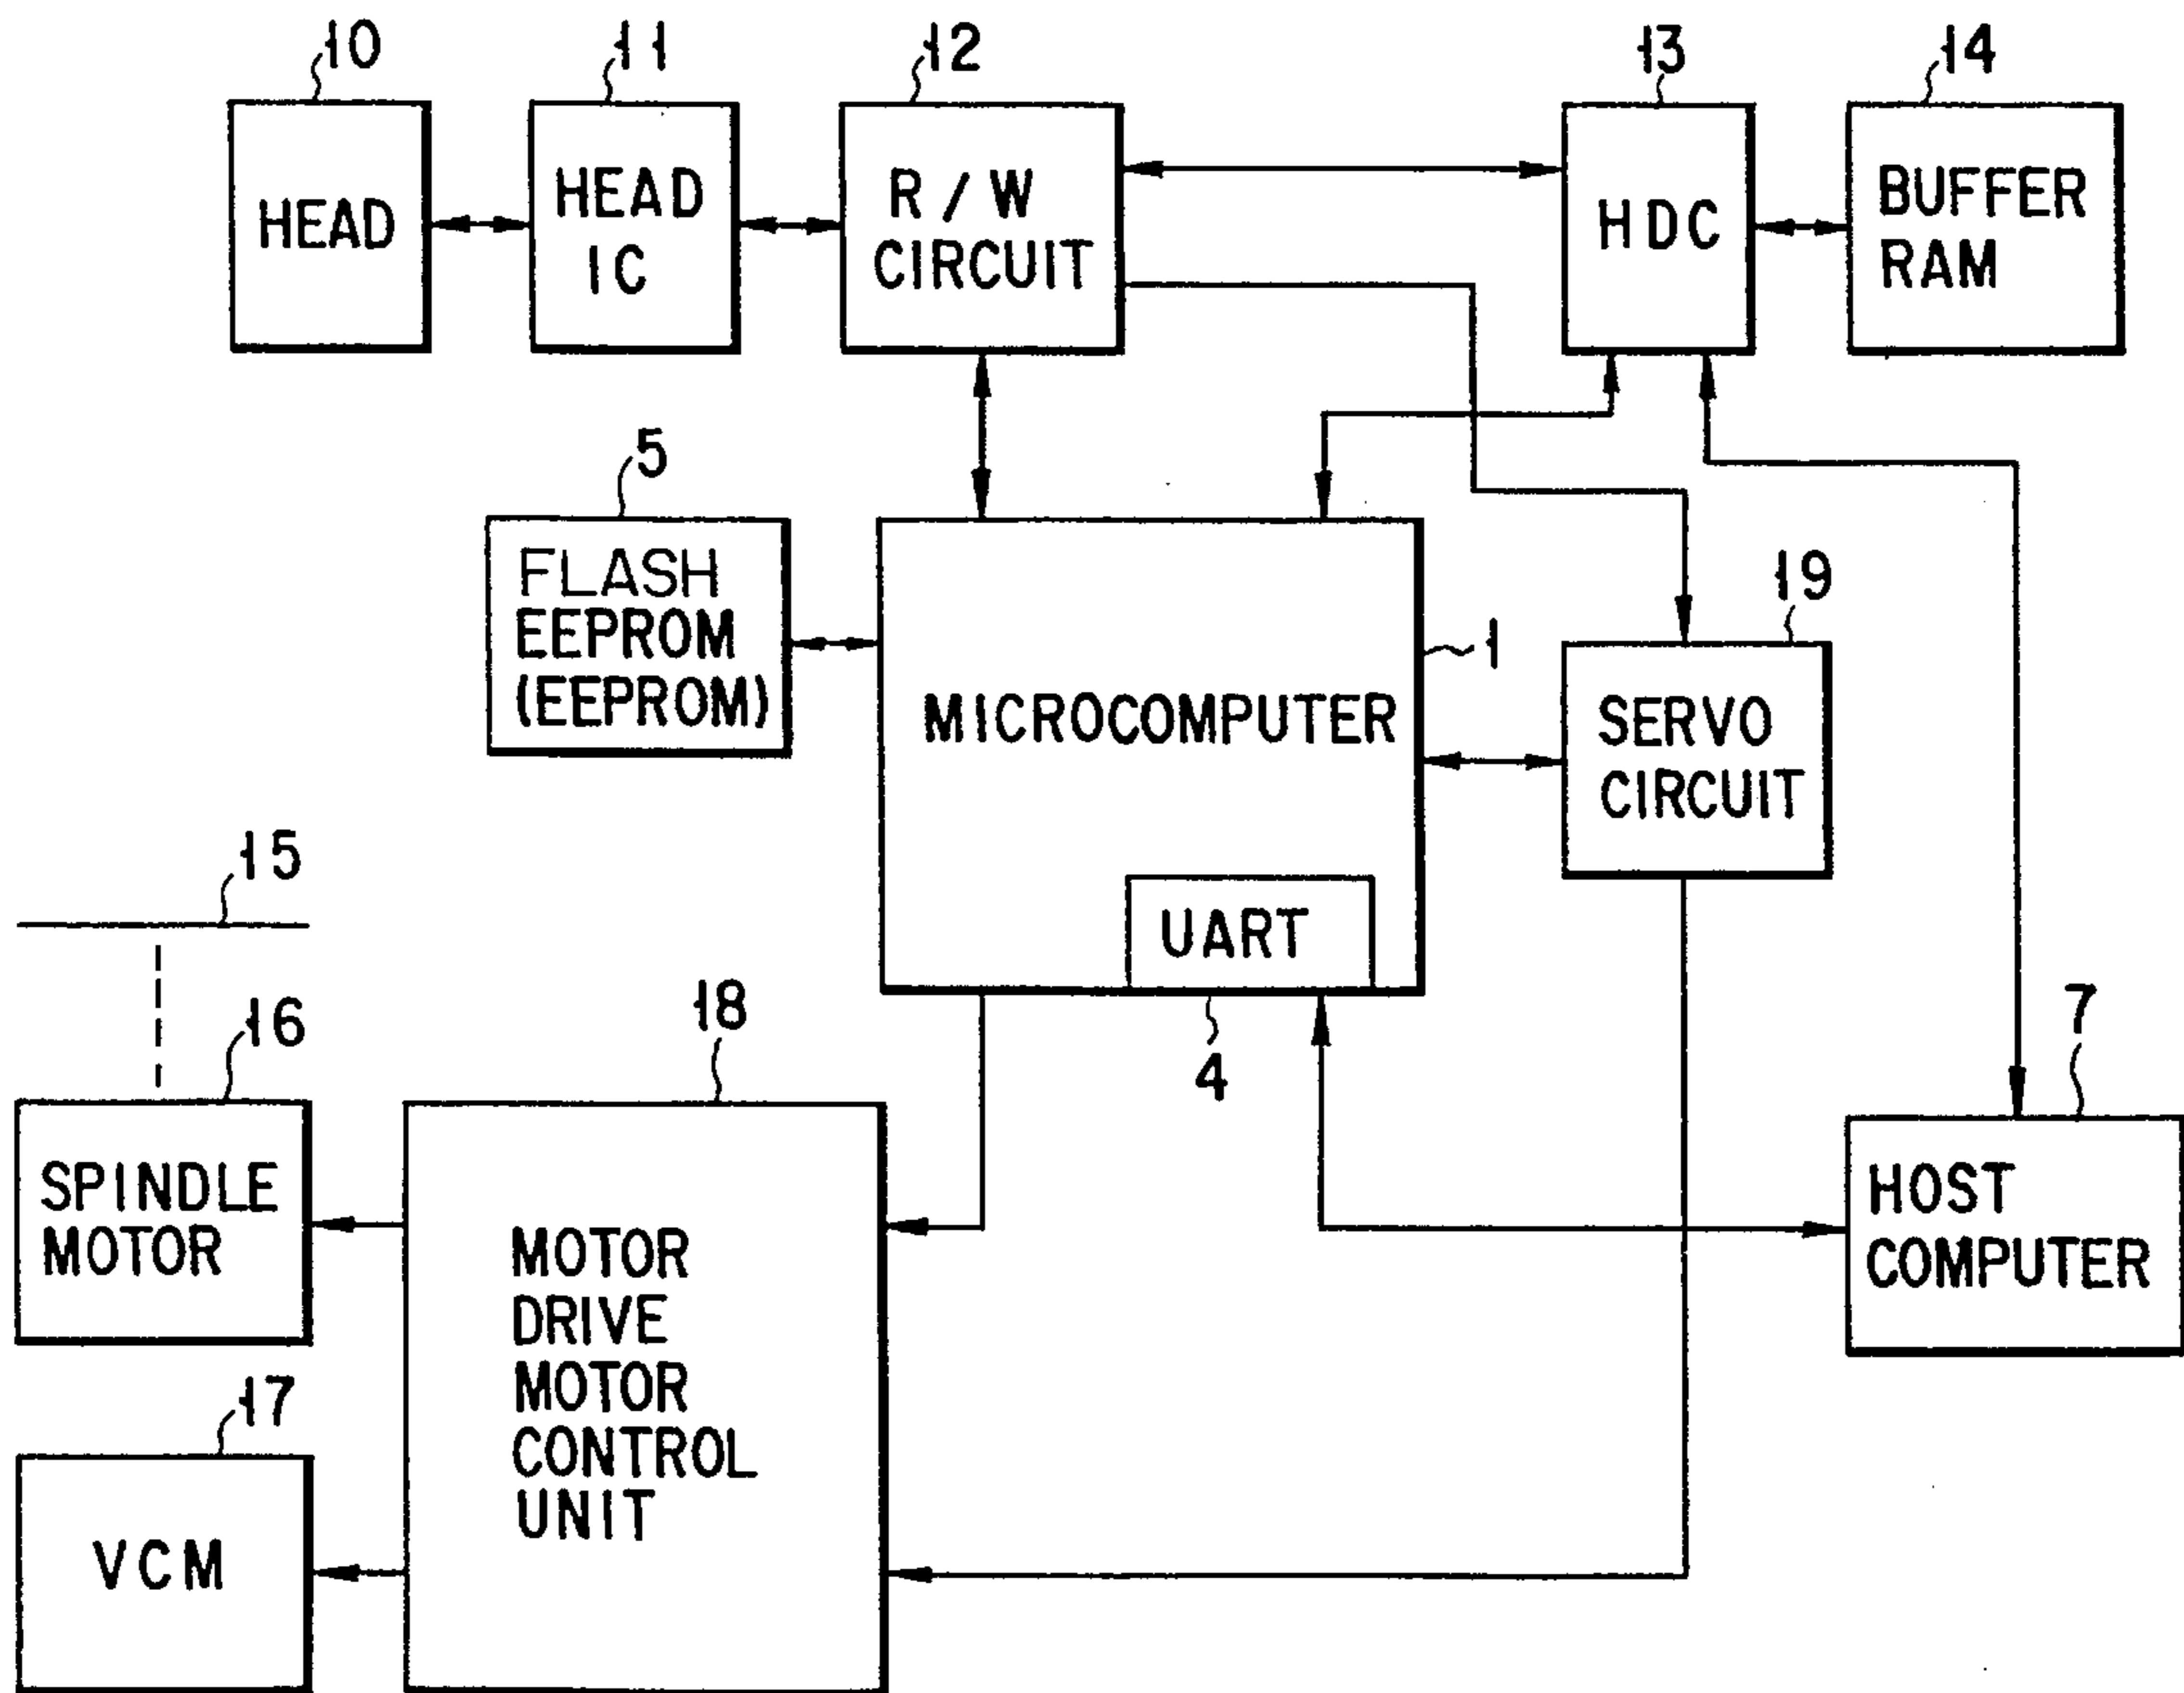 10
11
12
13
14
HEAD
HEAD
IC
R/W
CIRCUIT
HDC
BUFFER
RAM
5
FLASH
EEPROM
(EEPROM)
MICROCOMPUTER
1
19
SERVO
CIRCUIT
UART
4
15
16
SPINDLE
MOTOR
18
MOTOR
DRIVE
MOTOR
CONTROL
UNIT
7
HOST
COMPUTER
17
VCM